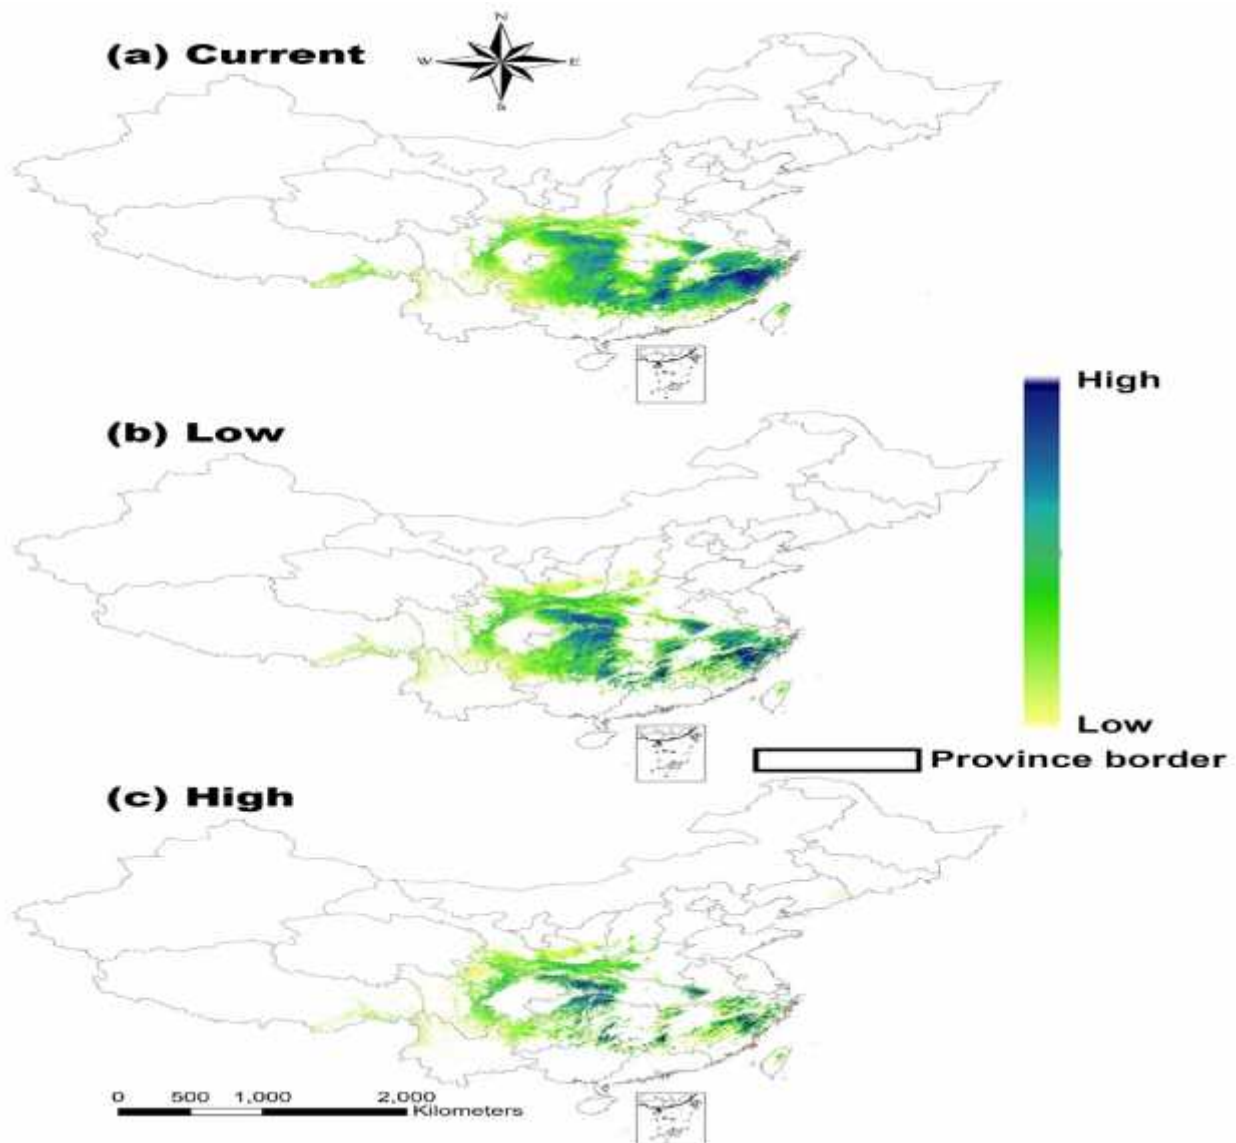 (a) Current
N
W
E
S
High
(b) Low
Low
Province border
(c) High
0 500 1,000 2,000
Kilometers